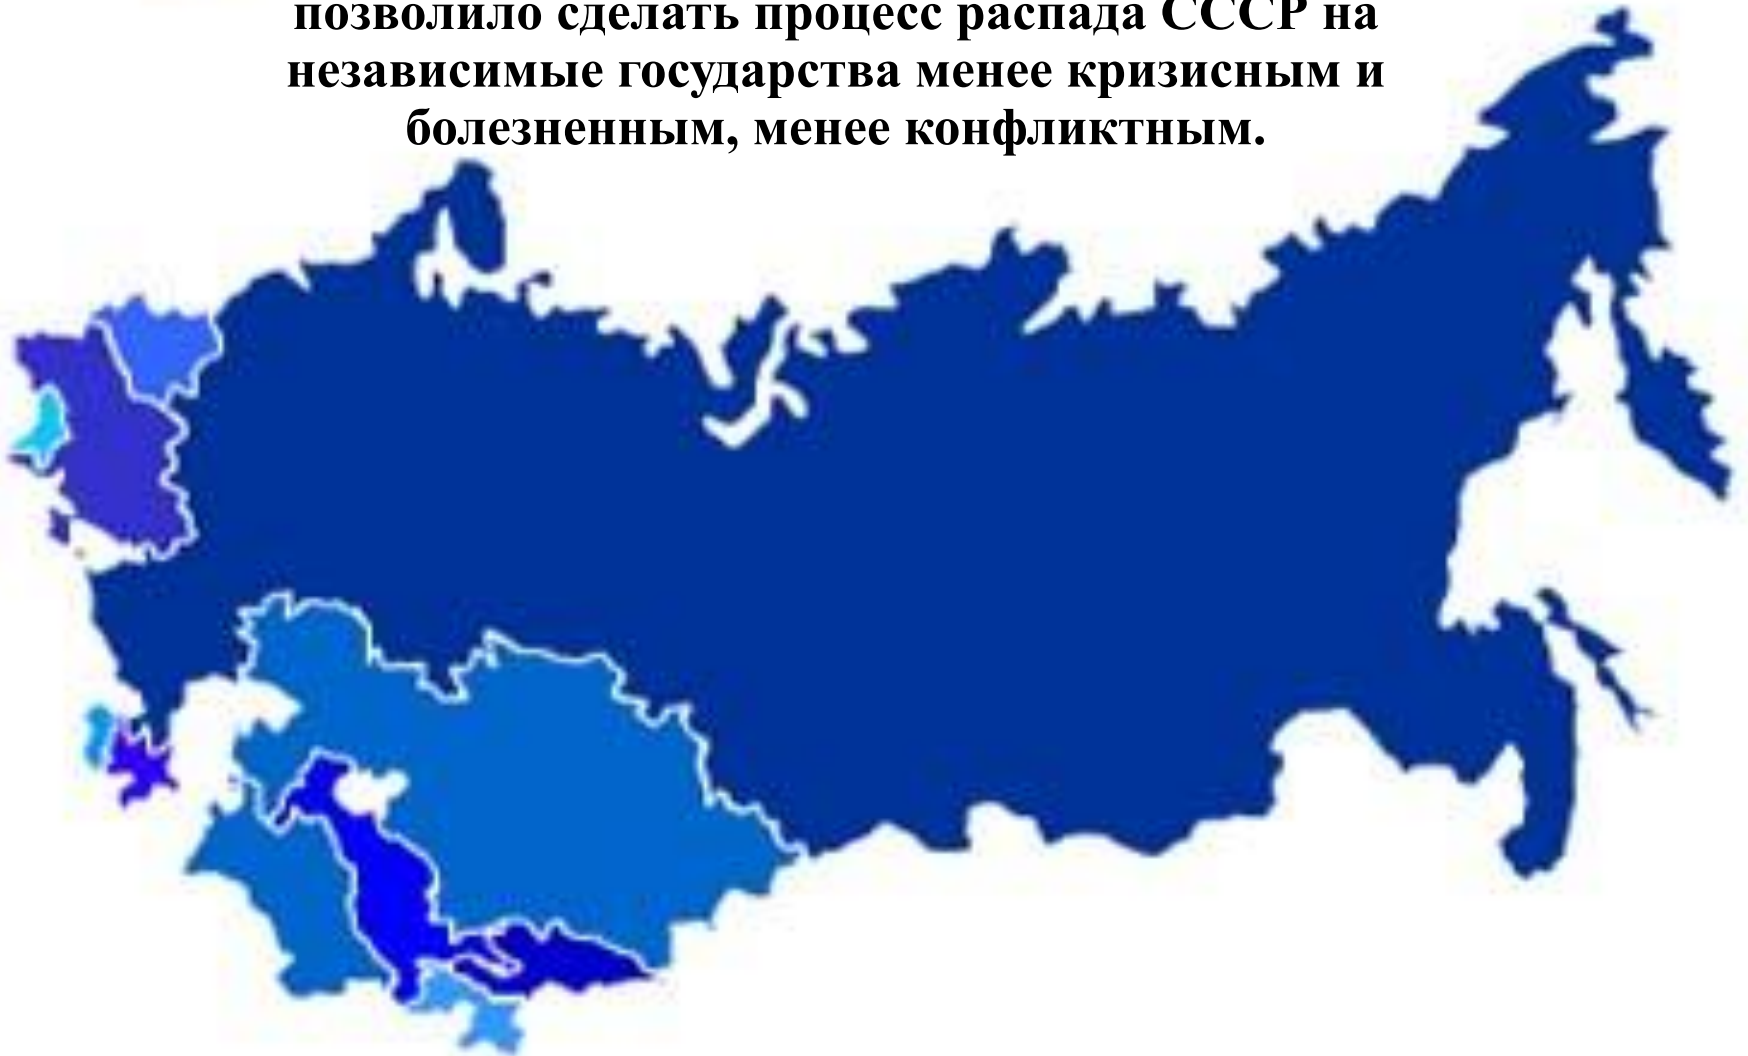 позволило сделать процесс распада СССР на
независимые государства менее кризисным и
болезненным, менее конфликтным.